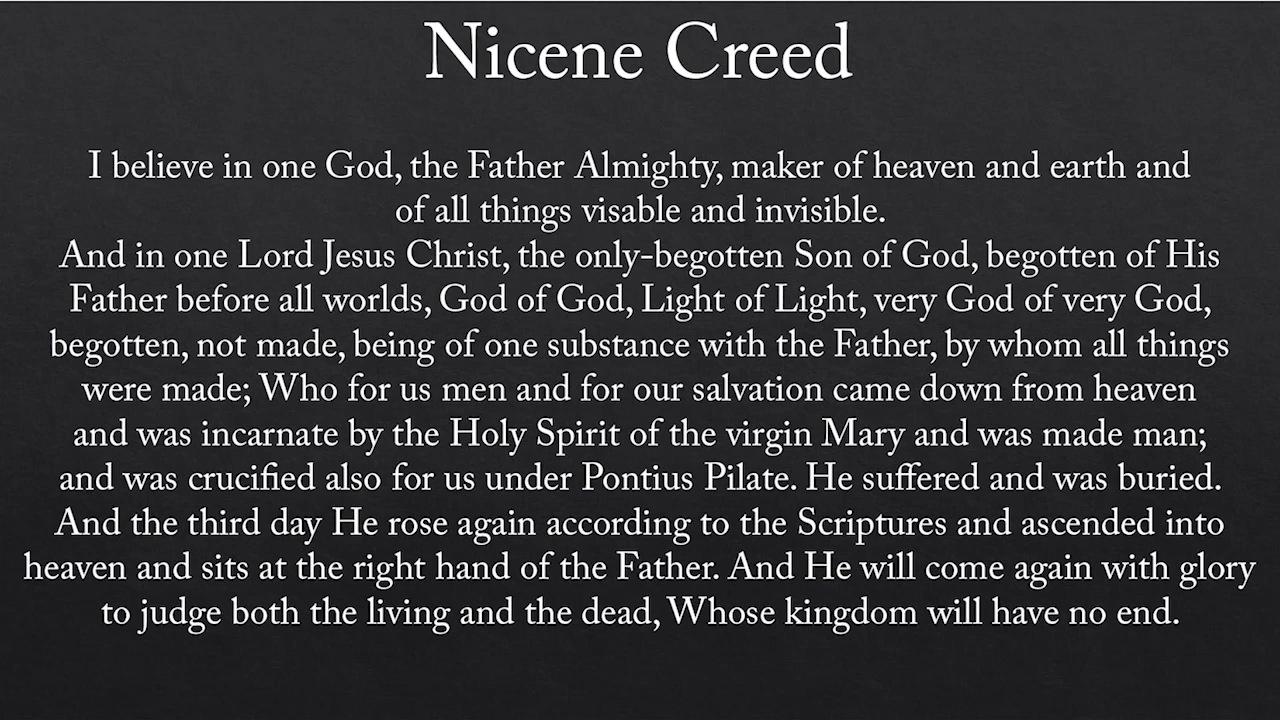 Nicene Creed
I believe in one God, the Father Almighty, maker of heaven and earth and
of all things visable and invisible.
And in one Lord Jesus Christ, the only-begotten Son of God, begotten of His
Father before all worlds, God of God, Light of Light, very God of very God,
begotten, not made, being of one substance with the Father, by whom all things
were made; Who for us men and for our salvation came down from heaven
and was incarnate by the Holy Spirit of the virgin Mary and was made man;
and was crucified also for us under Pontius Pilate. He suffered and was buried.
And the third day He rose again according to the Scriptures and ascended into
heaven and sits at the right hand of the Father. And He will come again with glory
to judge both the living and the dead, Whose kingdom will have no end.